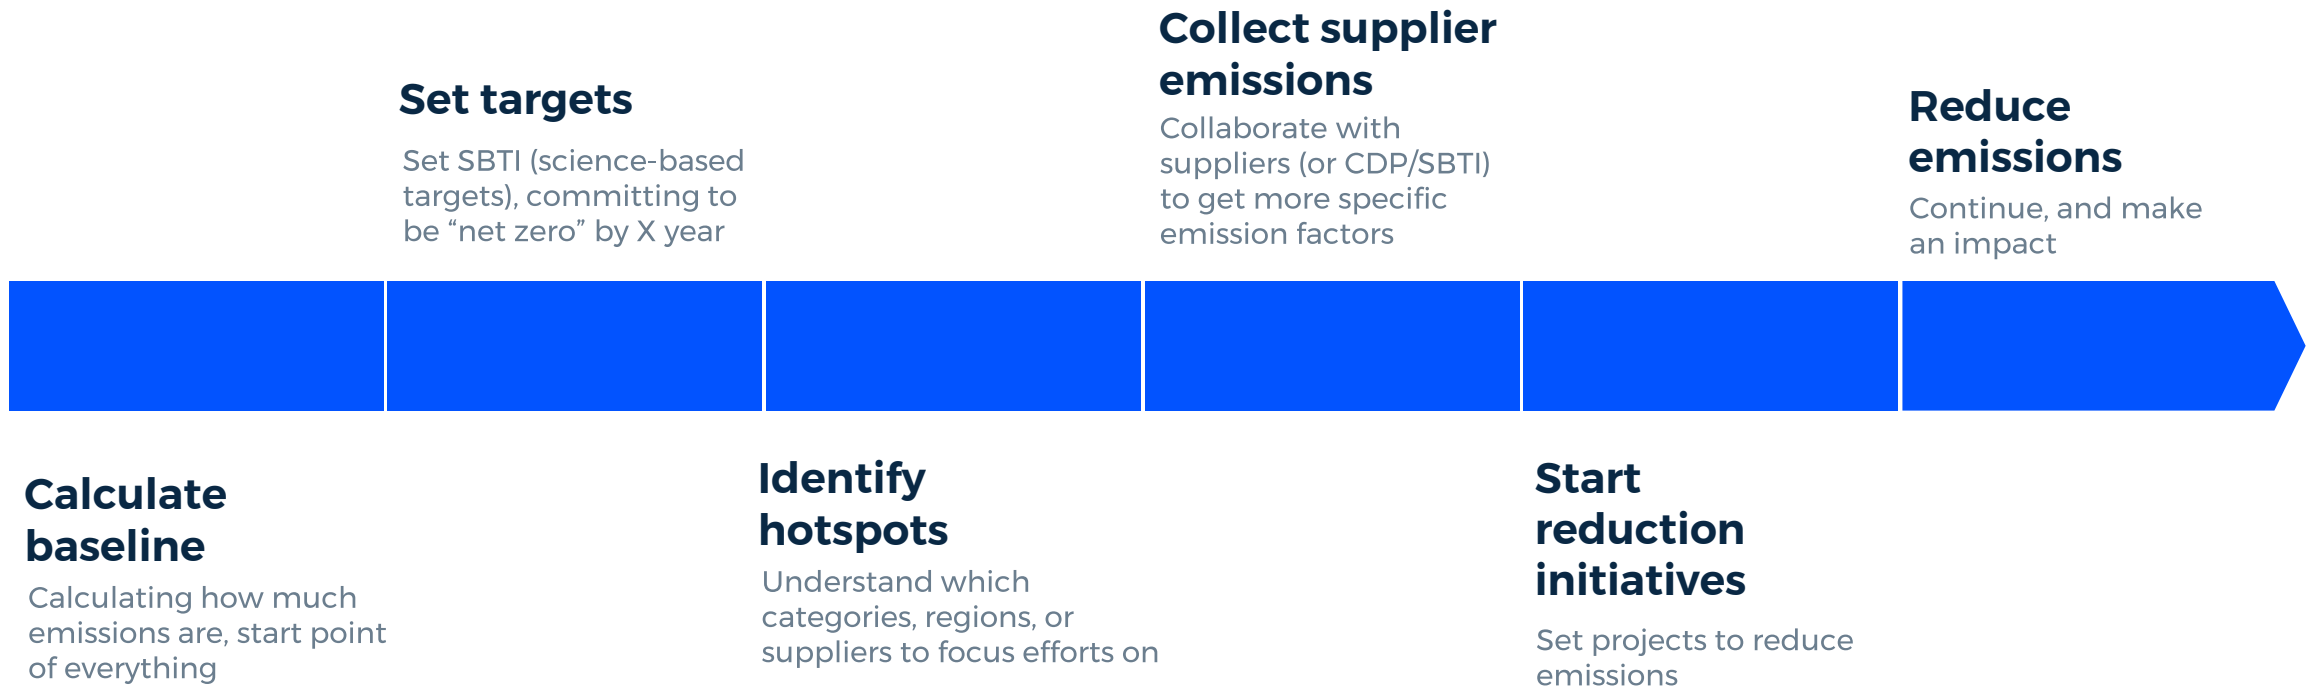 Calculate
baseline
Calculating how much
emissions are, start point
of everything
Set targets
Set SBTI (science-based
targets), committing to
be “net zero” by X year
Identify
hotspots
Understand which
categories, regions, or
suppliers to focus efforts on
Collect supplier
emissions
Collaborate with
suppliers (or CDP/SBTI)
to get more specific
emission factors
Start
reduction
initiatives
Set projects to reduce
emissions
Reduce
emissions
Continue, and make
an impact